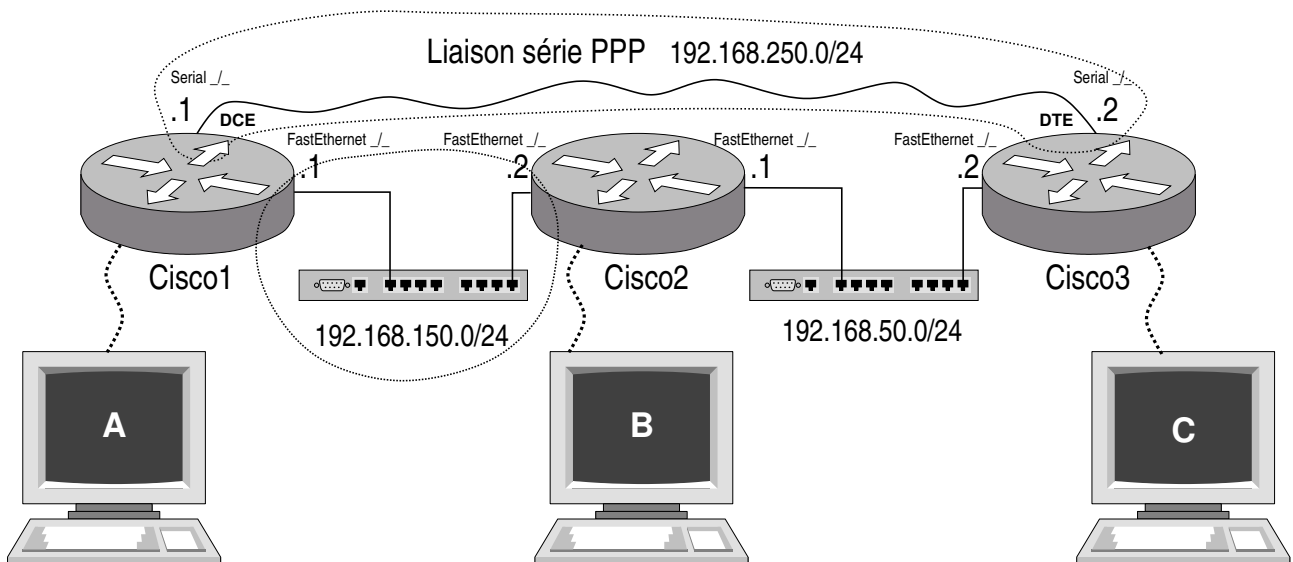 Liaison série PPP 192.168.250.0/24
Serial _/_
Serial _/_
.1
.2
DCE
DTE
FastEthernet _/_
FastEthernet _/_
FastEthernet _/_
FastEthernet _/_
.1
.2
.1
.2
Cisco1
Cisco2
Cisco3
192.168.150.0/24
192.168.50.0/24
A
B
C